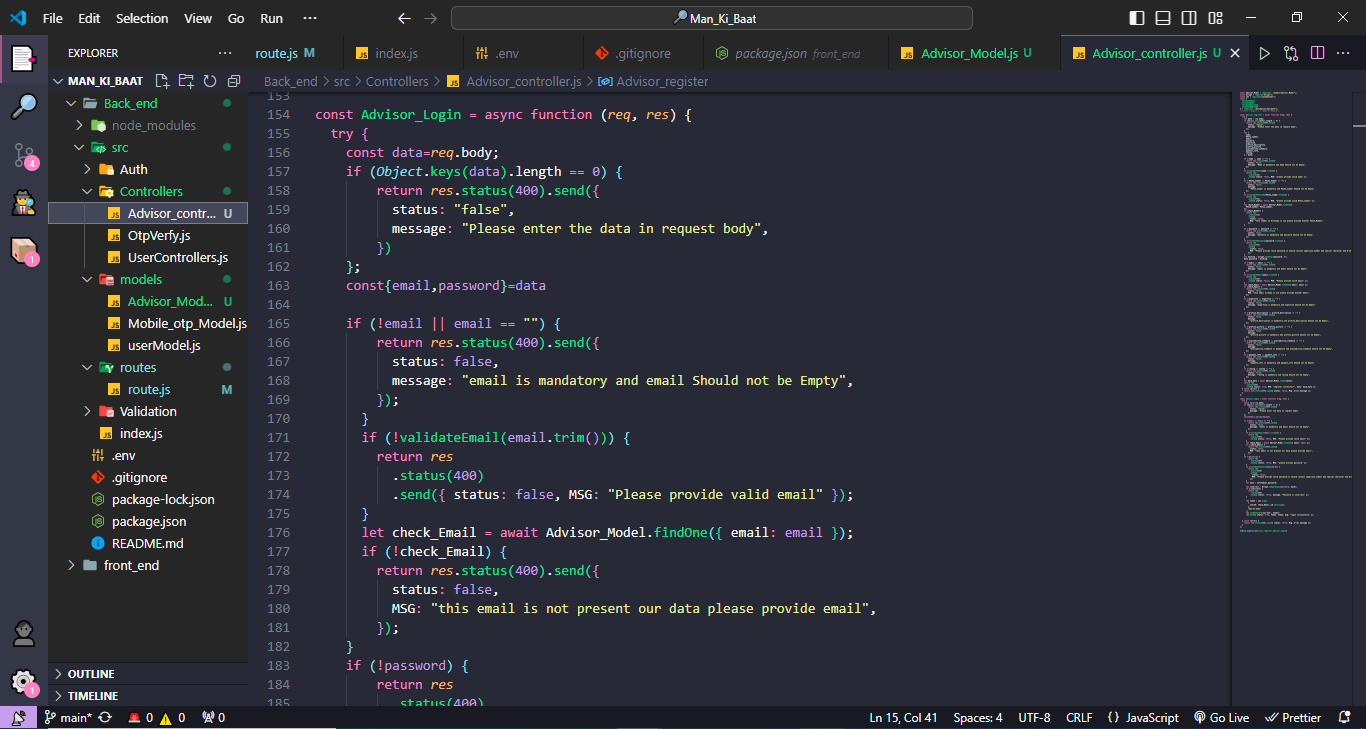 File Edit Selection View Go Run ··· Man_Ki_Baat
EXPLORER ···
route.js M index.js .env .gitignore package.json front_end Advisor_Model.js U Advisor_controller.js U
MAN_KI_BAAT
Back_end > src > Controllers > Advisor_controller.js > Advisor_register
Back_end
node_modules
src
Auth
Controllers
Advisor_contr... U
OtpVerfy.js
UserControllers.js
models
Advisor_Mod... U
Mobile_otp_Model.js
userModel.js
routes
route.js M
Validation
index.js
.env
.gitignore
package-lock.json
package.json
README.md
front_end
OUTLINE
TIMELINE
4
1
1
153
154 const Advisor_Login = async function (req, res) {
155 try {
156 const data=req.body;
157 if (Object.keys(data).length == 0) {
158 return res.status(400).send({
159 status: "false",
160 message: "Please enter the data in request body",
161 })
162 };
163 const{email,password}=data
164
165 if (!email || email == "") {
166 return res.status(400).send({
167 status: false,
168 message: "email is mandatory and email Should not be Empty",
169 });
170 }
171 if (!validateEmail(email.trim())) {
172 return res
173 .status(400)
174 .send({ status: false, MSG: "Please provide valid email" });
175 }
176 let check_Email = await Advisor_Model.findOne({ email: email });
177 if (!check_Email) {
178 return res.status(400).send({
179 status: false,
180 MSG: "this email is not present our data please provide email",
181 });
182 }
183 if (!password) {
184 return res
185 .status(400)
main* 0 0 0 Ln 15, Col 41 Spaces: 4 UTF-8 CRLF {} JavaScript Go Live Prettier